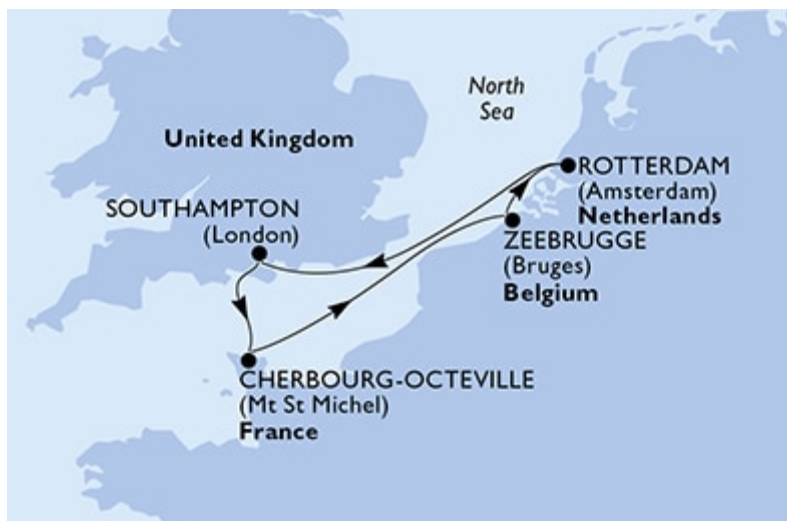 North
Sea
United Kingdom
ROTTERDAM
(Amsterdam)
Netherlands
SOUTHAMPTON
(London)
ZEEBRUGGE
(Bruges)
Belgium
CHERBOURG-OCTEVILLE
(Mt St Michel)
France